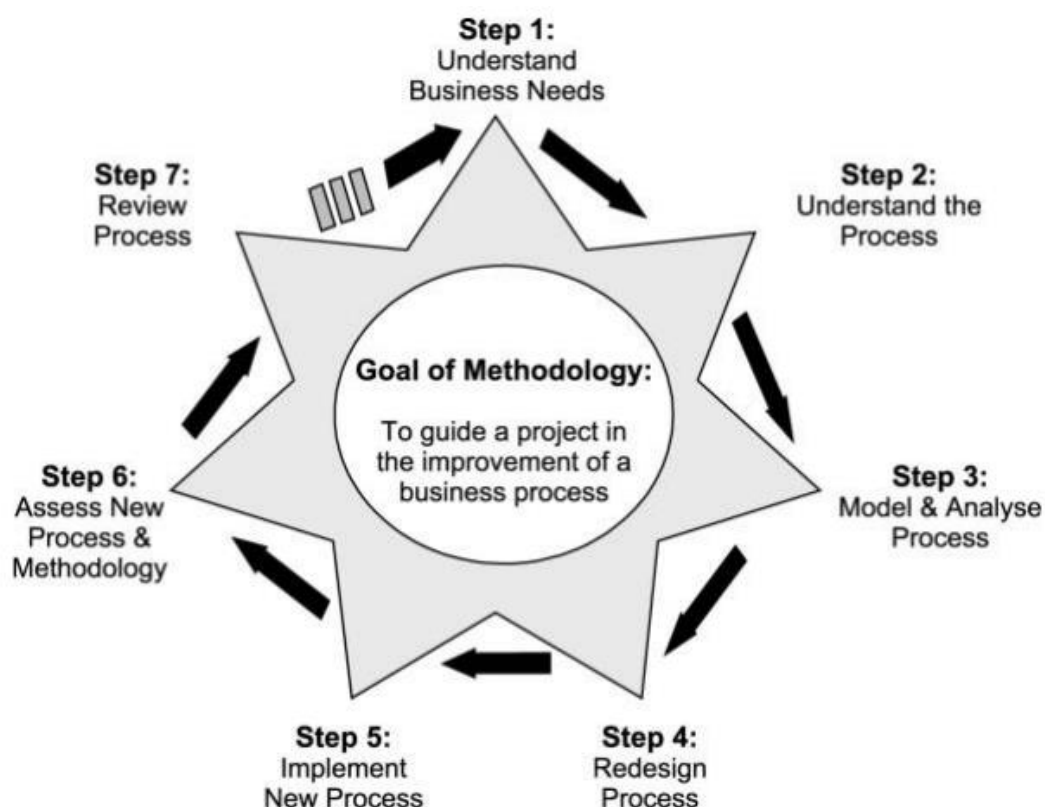 Step 1:
Understand
Business Needs
Step 2:
Understand the
Process
Step 3:
Model & Analyse
Process
Step 4:
Redesign
Process
Step 5:
Implement
New Process
Step 6:
Assess New
Process &
Methodology
Step 7:
Review
Process
Goal of Methodology:
To guide a project in
the improvement of a
business process